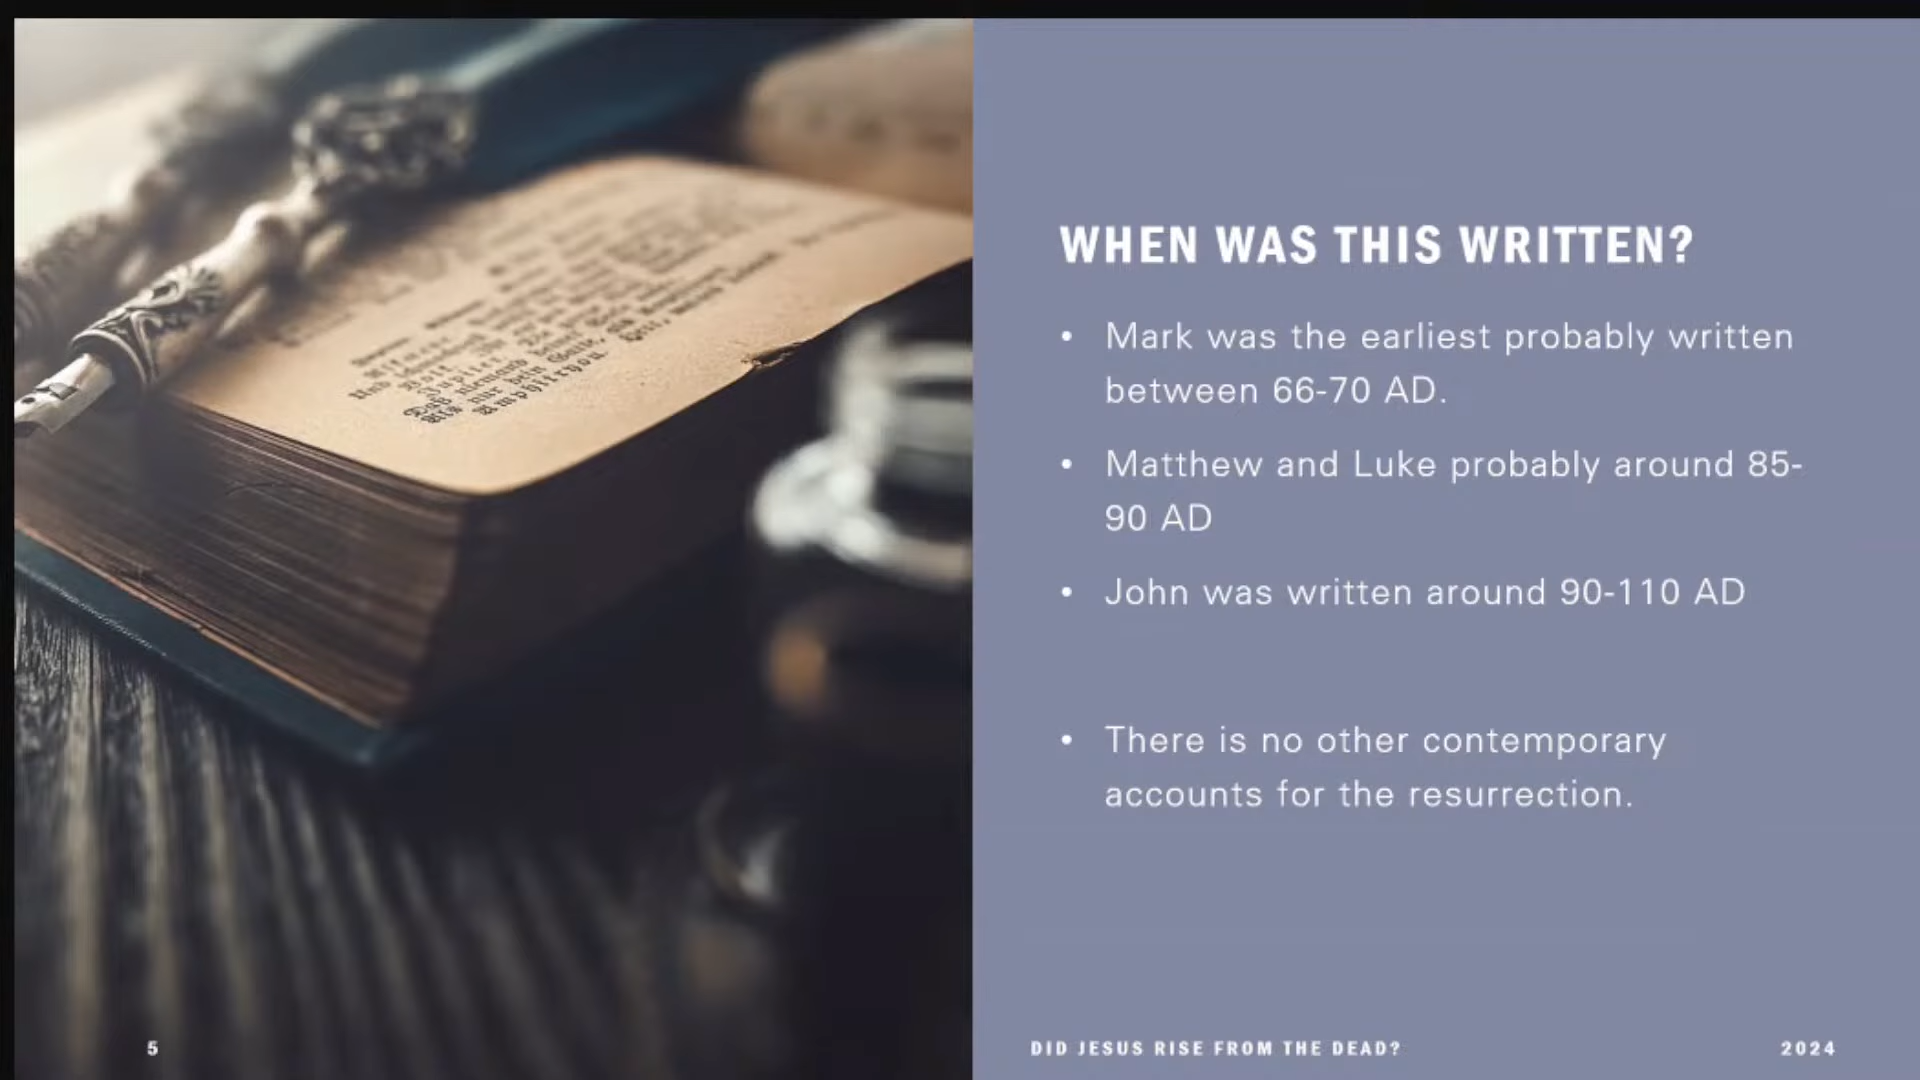 WHEN WAS THIS WRITTEN?
• Mark was the earliest probably written
between 66-70 AD.
• Matthew and Luke probably around 85-
90 AD
• John was written around 90-110 AD
• There is no other contemporary
accounts for the resurrection.
5
DID JESUS RISE FROM THE DEAD?
2024